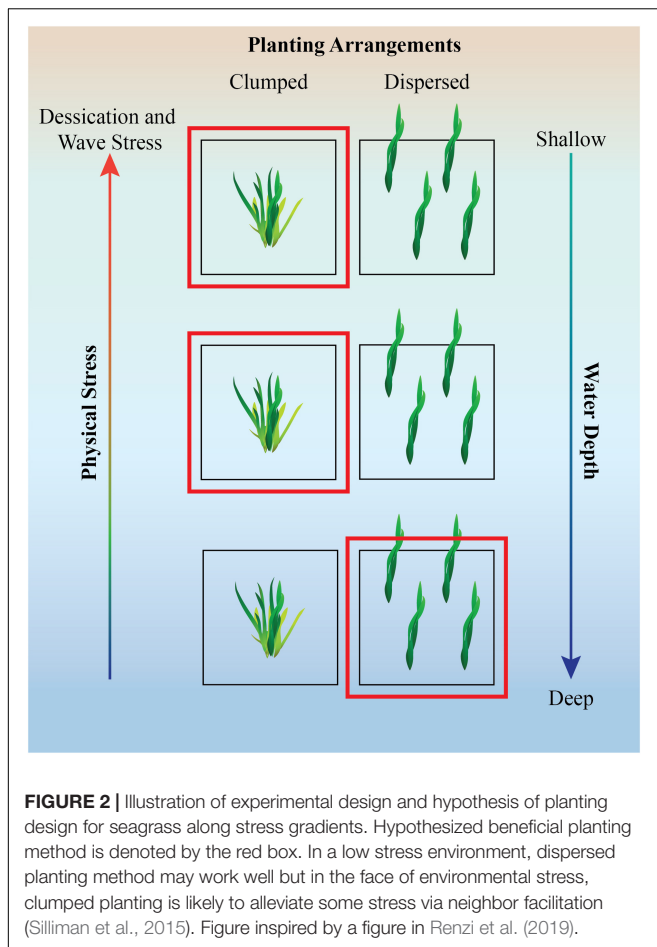 Planting Arrangements
Clumped
Dispersed
Dessication and
Wave Stress
Shallow
Physical Stress
Water Depth
Deep
FIGURE 2 | Illustration of experimental design and hypothesis of planting
design for seagrass along stress gradients. Hypothesized beneficial planting
method is denoted by the red box. In a low stress environment, dispersed
planting method may work well but in the face of environmental stress,
clumped planting is likely to alleviate some stress via neighbor facilitation
(Silliman et al., 2015). Figure inspired by a figure in Renzi et al. (2019).